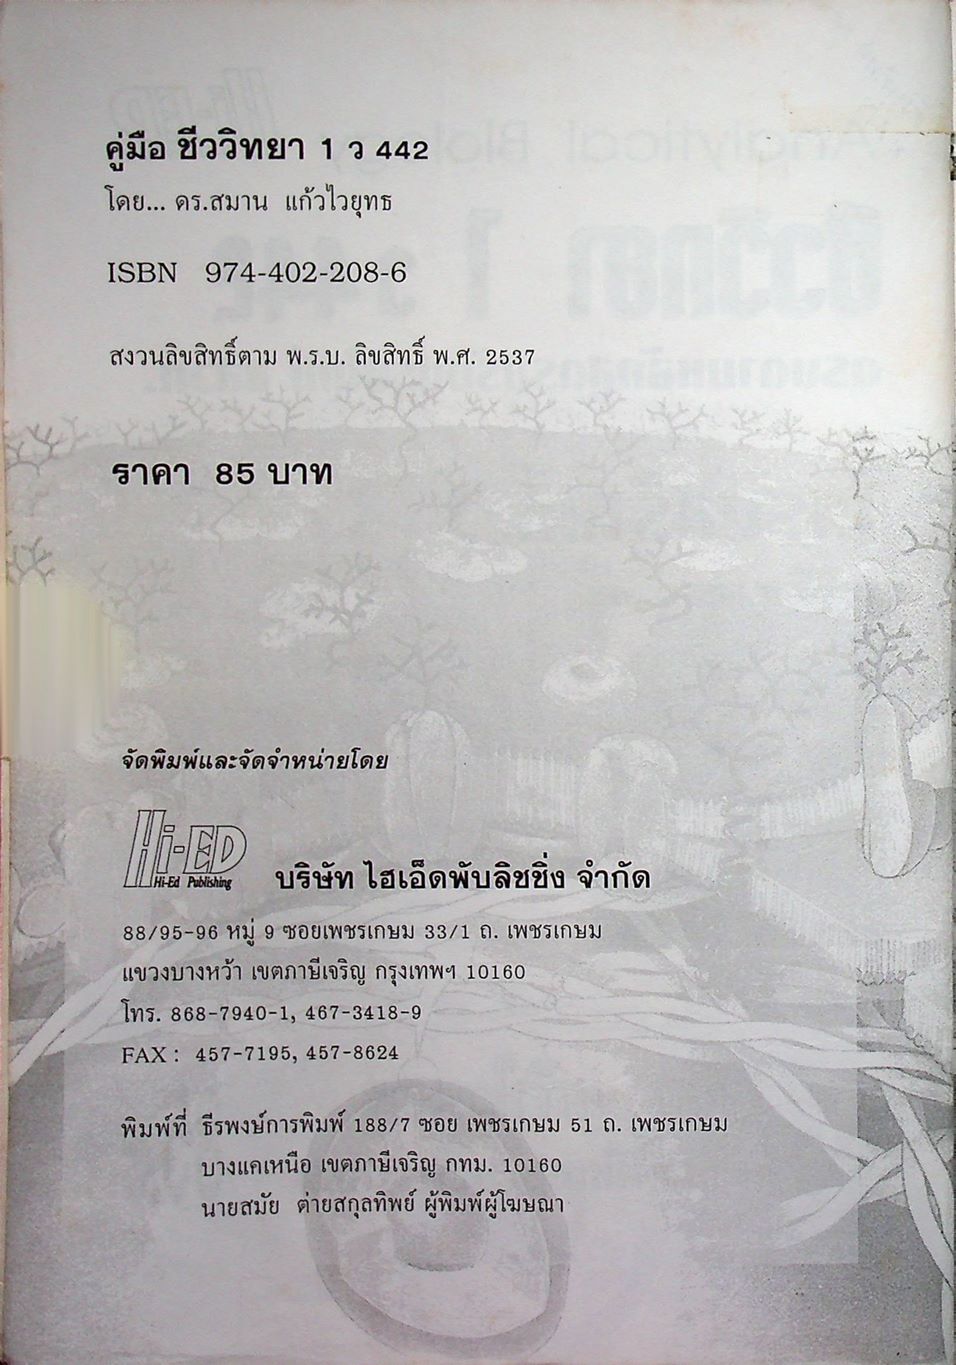 คู่มือ ชีววิทยา 1 ว 442
โดย... ดร.สมาน แก้วไวยุทธ
ISBN 974-402-208-6
สงวนลิขสิทธิ์ตาม พ.ร.บ. ลิขสิทธิ์ พ.ศ. 2537
ราคา 85 บาท
จัดพิมพ์และจัดจำหน่ายโดย
Hi-ED
Hi-Ed Publishing
บริษัท ไฮเอ็ดพับลิชชิ่ง จำกัด
88/95-96 หมู่ 9 ซอยเพชรเกษม 33/1 ถ. เพชรเกษม
แขวงบางหว้า เขตภาษีเจริญ กรุงเทพฯ 10160
โทร. 868-7940-1, 467-3418-9
FAX : 457-7195, 457-8624
พิมพ์ที่ ธีรพงษ์การพิมพ์ 188/7 ซอย เพชรเกษม 51 ถ. เพชรเกษม
บางแคเหนือ เขตภาษีเจริญ กทม. 10160
นายสมัย ต่ายสกุลทิพย์ ผู้พิมพ์ผู้โฆษณา